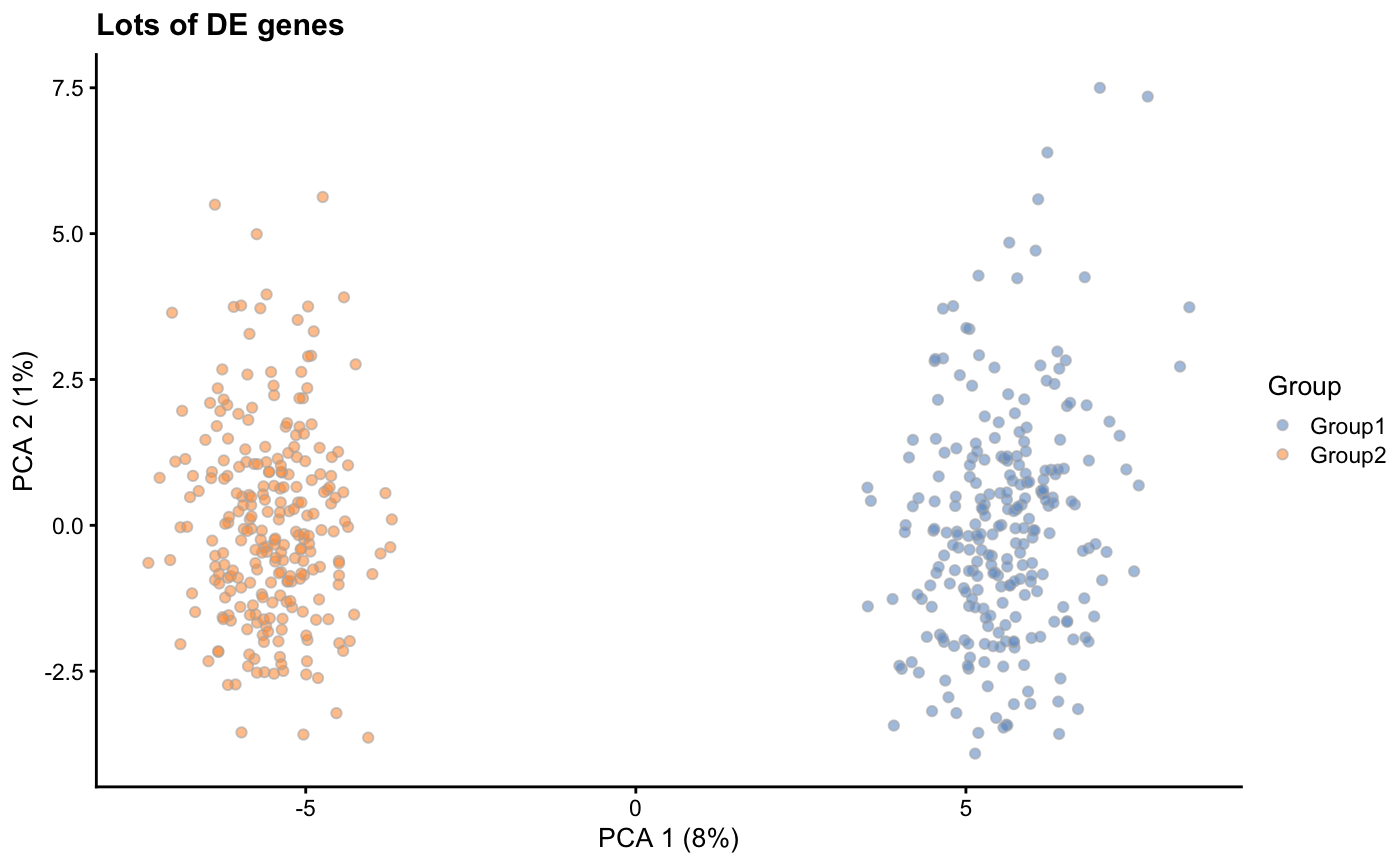 Lots of DE genes
7.5
5.0
2.5
0.0
-2.5
PCA 2 (1%)
-5
0
5
PCA 1 (8%)
Group
Group1
Group2